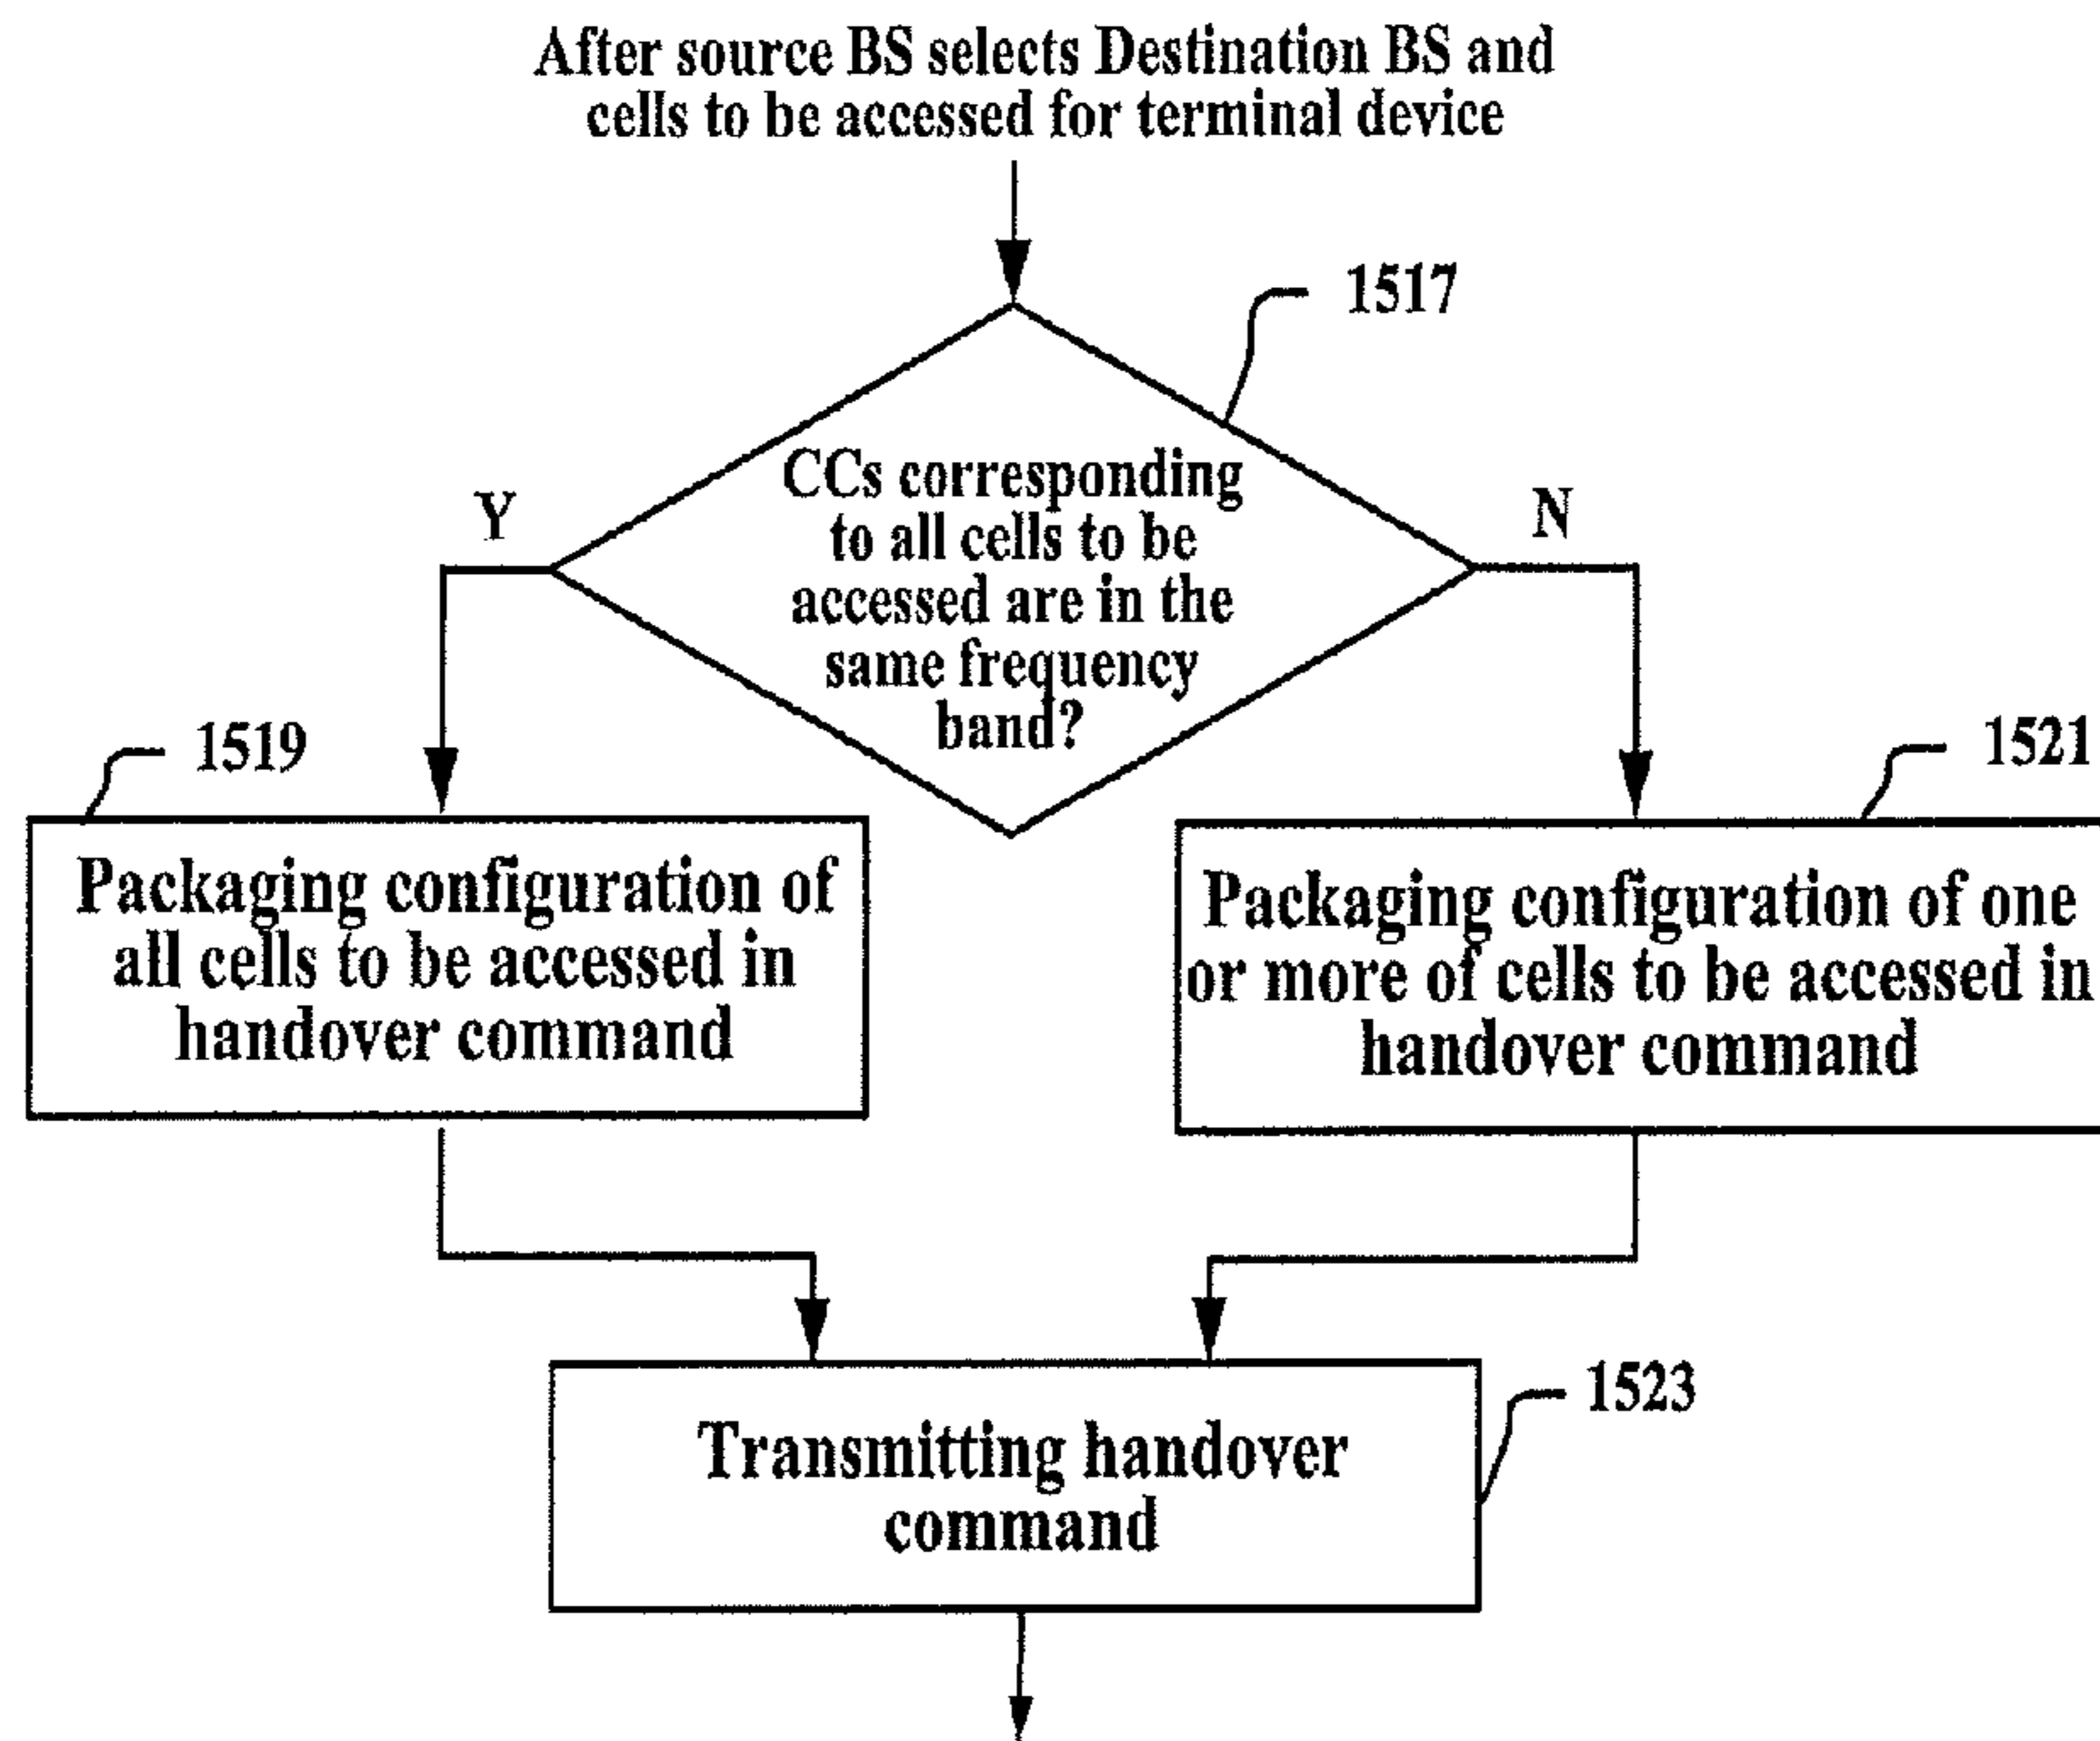 After source BS selects Destination BS and
cells to be accessed for terminal device
1517
CCs corresponding
to all cells to be
accessed are in the
same frequency
band?
Y
N
1519
1521
Packaging configuration of
all cells to be accessed in
handover command
Packaging configuration of one
or more of cells to be accessed in
handover command
1523
Transmitting handover
command